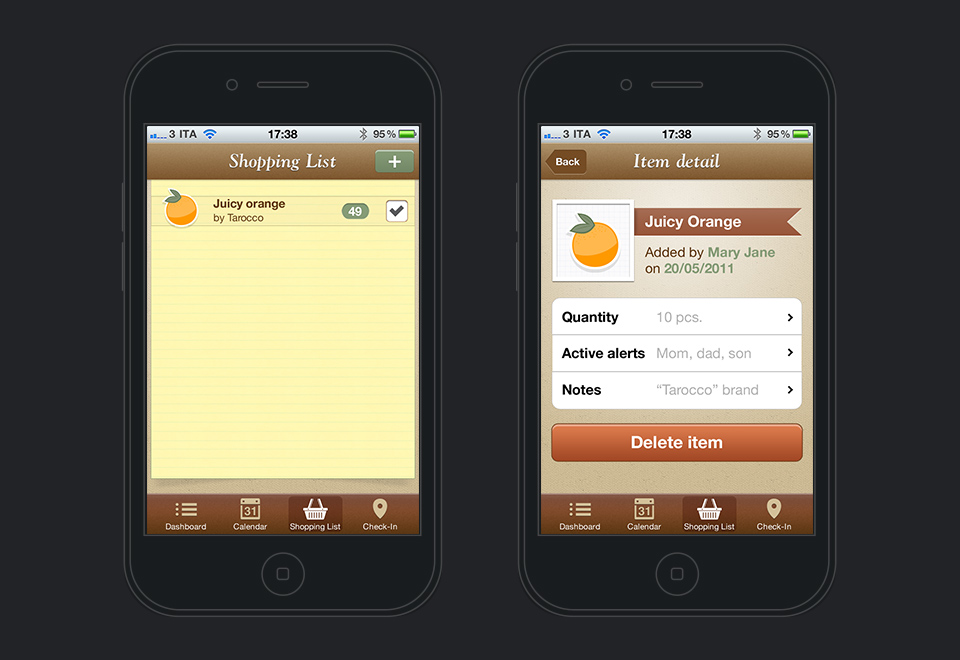 3 ITA 17:38 95%
Shopping List +
Juicy orange
by Tarocco
49
31
Dashboard Calendar Shopping List Check-In
3 ITA 17:38 95%
Back Item detail
Juicy Orange
Added by Mary Jane
on 20/05/2011
Quantity 10 pcs.
Active alerts Mom, dad, son
Notes “Tarocco” brand
Delete item
31
Dashboard Calendar Shopping List Check-In